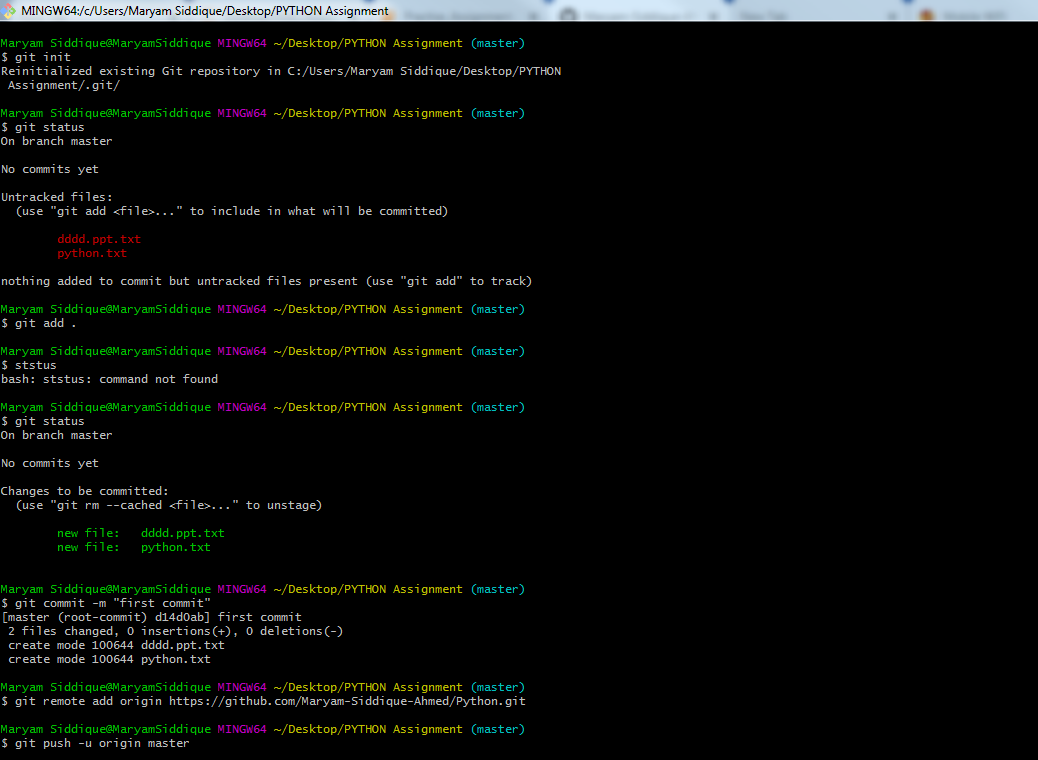 MINGW64:/c/Users/Maryam Siddique/Desktop/PYTHON Assignment
Maryam Siddique@MaryamSiddique MINGW64 ~/Desktop/PYTHON Assignment (master)
$ git init
Reinitialized existing Git repository in C:/Users/Maryam Siddique/Desktop/PYTHON
Assignment/.git/
Maryam Siddique@MaryamSiddique MINGW64 ~/Desktop/PYTHON Assignment (master)
$ git status
On branch master
No commits yet
Untracked files:
(use "git add <file>..." to include in what will be committed)
dddd.ppt.txt
python.txt
nothing added to commit but untracked files present (use "git add" to track)
Maryam Siddique@MaryamSiddique MINGW64 ~/Desktop/PYTHON Assignment (master)
$ git add .
Maryam Siddique@MaryamSiddique MINGW64 ~/Desktop/PYTHON Assignment (master)
$ ststus
bash: ststus: command not found
Maryam Siddique@MaryamSiddique MINGW64 ~/Desktop/PYTHON Assignment (master)
$ git status
On branch master
No commits yet
Changes to be committed:
(use "git rm --cached <file>..." to unstage)
new file:   dddd.ppt.txt
new file:   python.txt
Maryam Siddique@MaryamSiddique MINGW64 ~/Desktop/PYTHON Assignment (master)
$ git commit -m "first commit"
[master (root-commit) d14d0ab] first commit
2 files changed, 0 insertions(+), 0 deletions(-)
create mode 100644 dddd.ppt.txt
create mode 100644 python.txt
Maryam Siddique@MaryamSiddique MINGW64 ~/Desktop/PYTHON Assignment (master)
$ git remote add origin https://github.com/Maryam-Siddique-Ahmed/Python.git
Maryam Siddique@MaryamSiddique MINGW64 ~/Desktop/PYTHON Assignment (master)
$ git push -u origin master